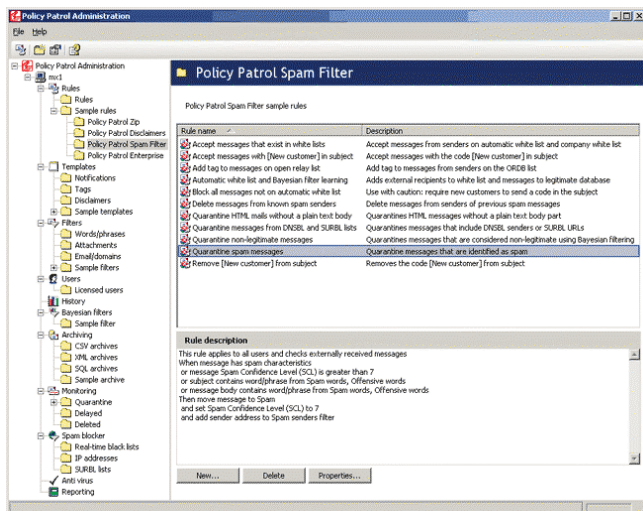 Policy Patrol Administration
File Help
Policy Patrol Administration
mx1
Rules
Rules
Sample rules
Policy Patrol Zip
Policy Patrol Disclaimers
Policy Patrol Spam Filter
Policy Patrol Enterprise
Templates
Notifications
Tags
Disclaimers
Sample templates
Filters
Words/phrases
Attachments
Email/domains
Sample filters
Users
Licensed users
History
Bayesian filters
Sample filter
Archiving
CSV archives
XML archives
SQL archives
Sample archive
Monitoring
Quarantine
Delayed
Deleted
Spam blocker
Real-time black lists
IP addresses
SURBL lists
Anti virus
Reporting
Policy Patrol Spam Filter
Policy Patrol Spam Filter sample rules
Rule name Description
Accept messages that exist in white lists Accept messages from senders on automatic white list and company white list
Accept messages with [New customer] in subject Accept messages with the code [New customer] in subject
Add tag to messages on open relay list Add tag to messages from senders on the ORDB list
Automatic white list and Bayesian filter learning Adds external recipients to white list and messages to legitimate database
Block all messages not on automatic white list Use with caution: require new customers to send a code in the subject
Delete messages from known spam senders Delete messages from senders of previous spam messages
Quarantine HTML mails without a plain text body Quarantines HTML messages without a plain text body part
Quarantine messages from DNSBL and SURBL lists Quarantines messages that include DNSBL senders or SURBL URLs
Quarantine non-legitimate messages Quarantines messages that are considered non-legitimate using Bayesian filtering
Quarantine spam messages Quarantine messages that are identified as spam
Remove [New customer] from subject Removes the code [New customer] from subject
Rule description
This rule applies to all users and checks externally received messages
When message has spam characteristics
or message Spam Confidence Level (SCL) is greater than 7
or subject contains word/phrase from Spam words, Offensive words
or message body contains word/phrase from Spam words, Offensive words
Then move message to Spam
and set Spam Confidence Level (SCL) to 7
and add sender address to Spam senders filter
New... Delete Properties...